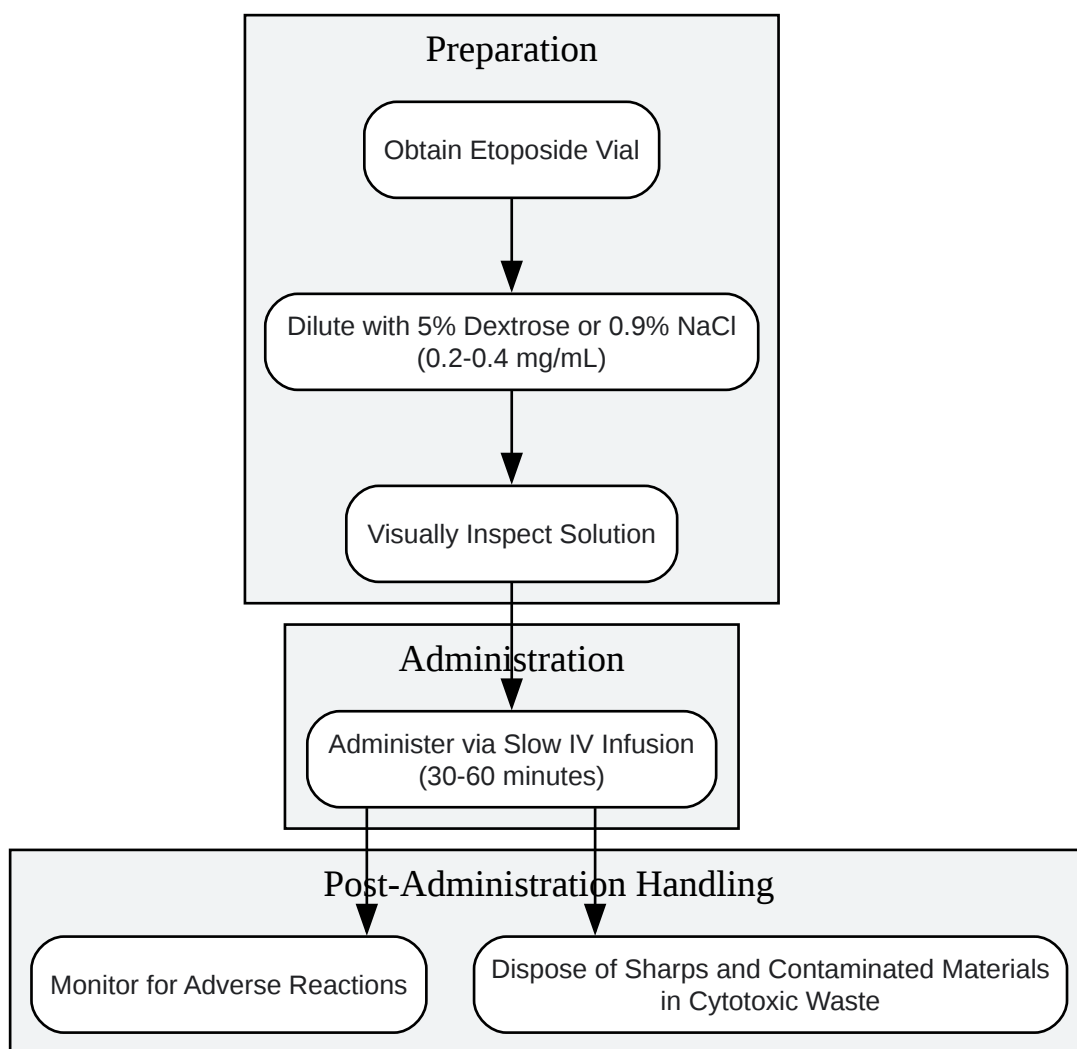 Preparation
Obtain Etoposide Vial
Dilute with 5% Dextrose or 0.9% NaCl
(0.2-0.4 mg/mL)
Visually Inspect Solution
Administration
Administer via Slow IV Infusion
(30-60 minutes)
Post-Administration Handling
Monitor for Adverse Reactions
Dispose of Sharps and Contaminated Materials
in Cytotoxic Waste